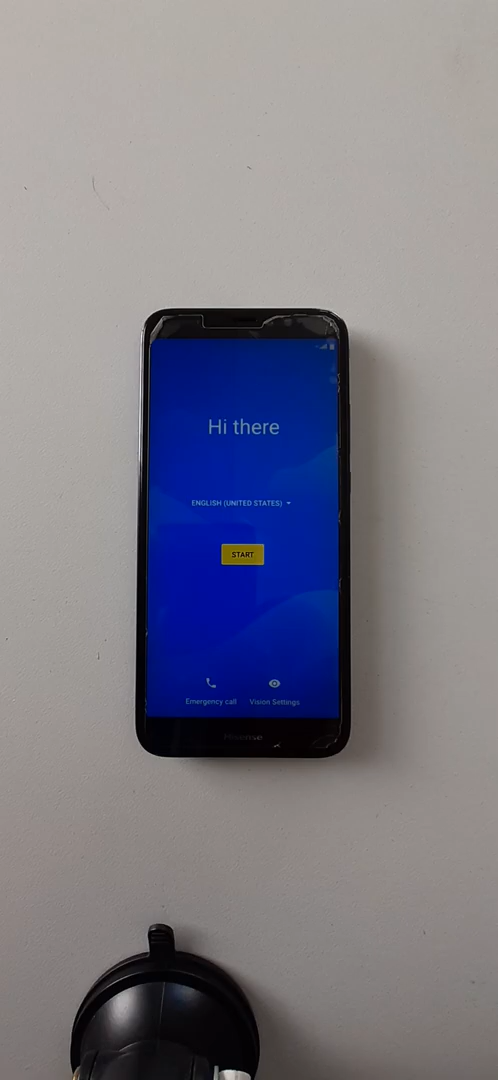 Hi there
ENGLISH (UNITED STATES)
START
Emergency call
Vision Settings
Hisense